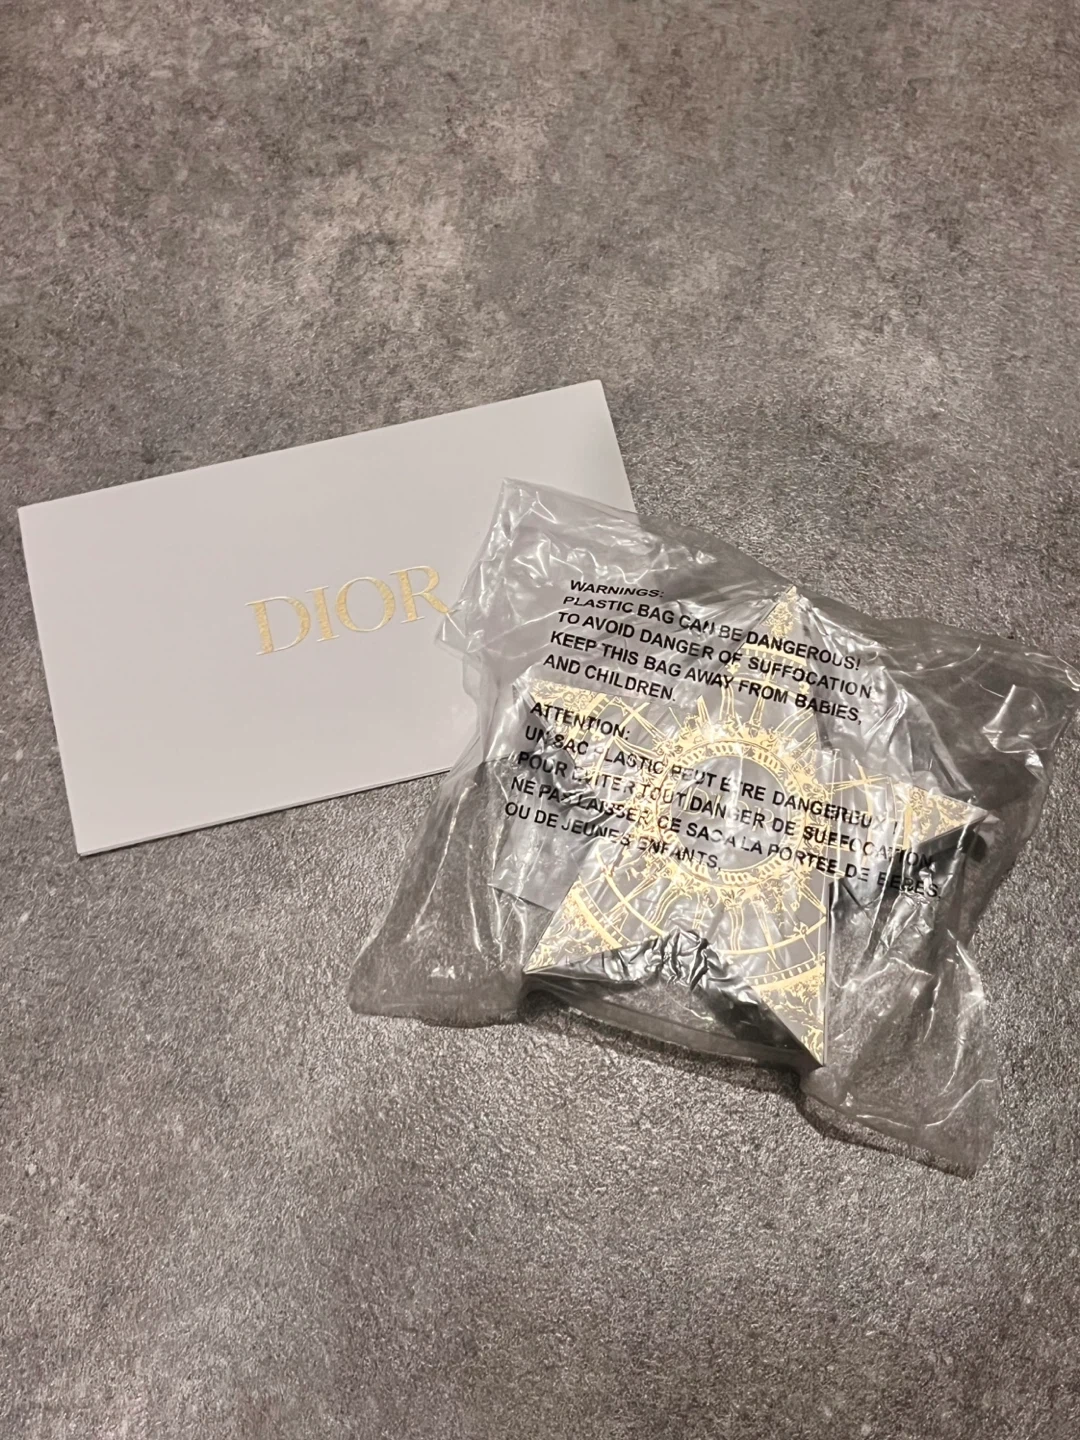 DIOR
WARNINGS:
PLASTIC BAG CAN BE DANGEROUS!
TO AVOID DANGER OF SUFFOCATION
KEEP THIS BAG AWAY FROM BABIES,
AND CHILDREN.
ATTENTION:
UN SAC PLASTIC PEUT ETRE DANGEREUX !
POUR EVITER TOUT DANGER DE SUFFOCATION
NE PAS LAISSER CE SAC A LA PORTEE DE BEBES.
OU DE JEUNES ENFANTS.